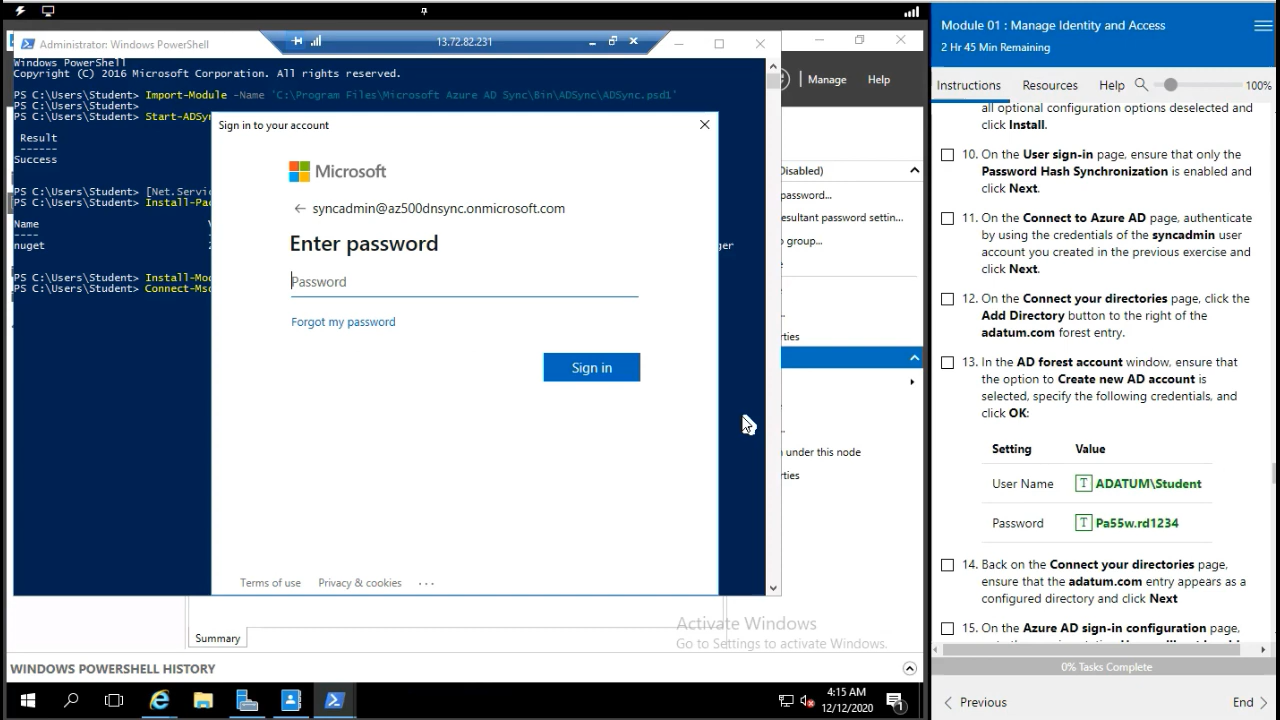 Administrator: Windows PowerShell
13.72.82.231
Windows PowerShell
Copyright (C) 2016 Microsoft Corporation. All rights reserved.
PS C:\Users\Student> Import-Module -Name 'C:\Program Files\Microsoft Azure AD Sync\Bin\ADSync\ADSync.psd1'
PS C:\Users\Student>
PS C:\Users\Student> Start-ADSyn
Result
------
Success
PS C:\Users\Student> [Net.Servic
PS C:\Users\Student> Install-Pac
Name
----
nuget
ger
PS C:\Users\Student> Install-Mod
PS C:\Users\Student> Connect-Mso
Sign in to your account
Microsoft
syncadmin@az500dnsync.onmicrosoft.com
Enter password
Password
Forgot my password
Sign in
Terms of use
Privacy & cookies
Manage
Help
Disabled)
password...
esultant password settin...
o group...
rties
n under this node
rties
Summary
Activate Windows
Go to Settings to activate Windows.
WINDOWS POWERSHELL HISTORY
4:15 AM
12/12/2020
1
Module 01 : Manage Identity and Access
2 Hr 45 Min Remaining
Instructions
Resources
Help
100%
all optional configuration options deselected and
click Install.
10. On the User sign-in page, ensure that only the
Password Hash Synchronization is enabled and
click Next.
11. On the Connect to Azure AD page, authenticate
by using the credentials of the syncadmin user
account you created in the previous exercise and
click Next.
12. On the Connect your directories page, click the
Add Directory button to the right of the
adatum.com forest entry.
13. In the AD forest account window, ensure that
the option to Create new AD account is
selected, specify the following credentials, and
click OK:
Setting Value
User Name T ADATUM\Student
Password T Pa55w.rd1234
14. Back on the Connect your directories page,
ensure that the adatum.com entry appears as a
configured directory and click Next
15. On the Azure AD sign-in configuration page,
0% Tasks Complete
Previous
End